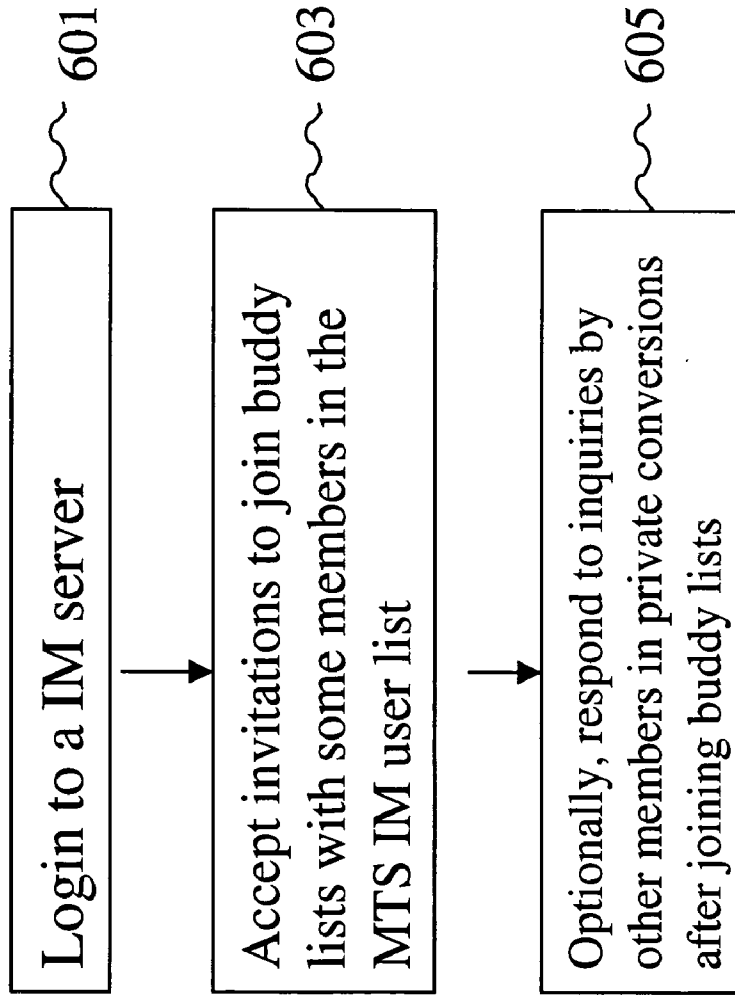 Login to a IM server
601
Accept invitations to join buddy
lists with some members in the
MTS IM user list
603
Optionally, respond to inquiries by
other members in private conversions
after joining buddy lists
605